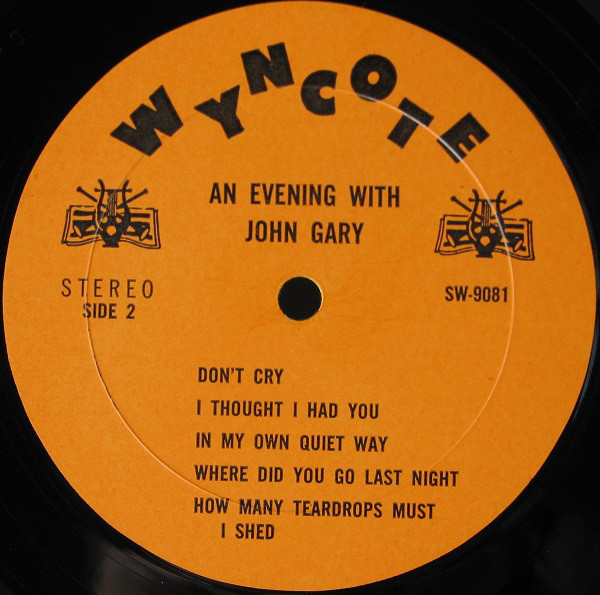 WYNCOTE
AN EVENING WITH
JOHN GARY
STEREO
SIDE 2
SW-9081
DON'T CRY
I THOUGHT I HAD YOU
IN MY OWN QUIET WAY
WHERE DID YOU GO LAST NIGHT
HOW MANY TEARDROPS MUST
I SHED